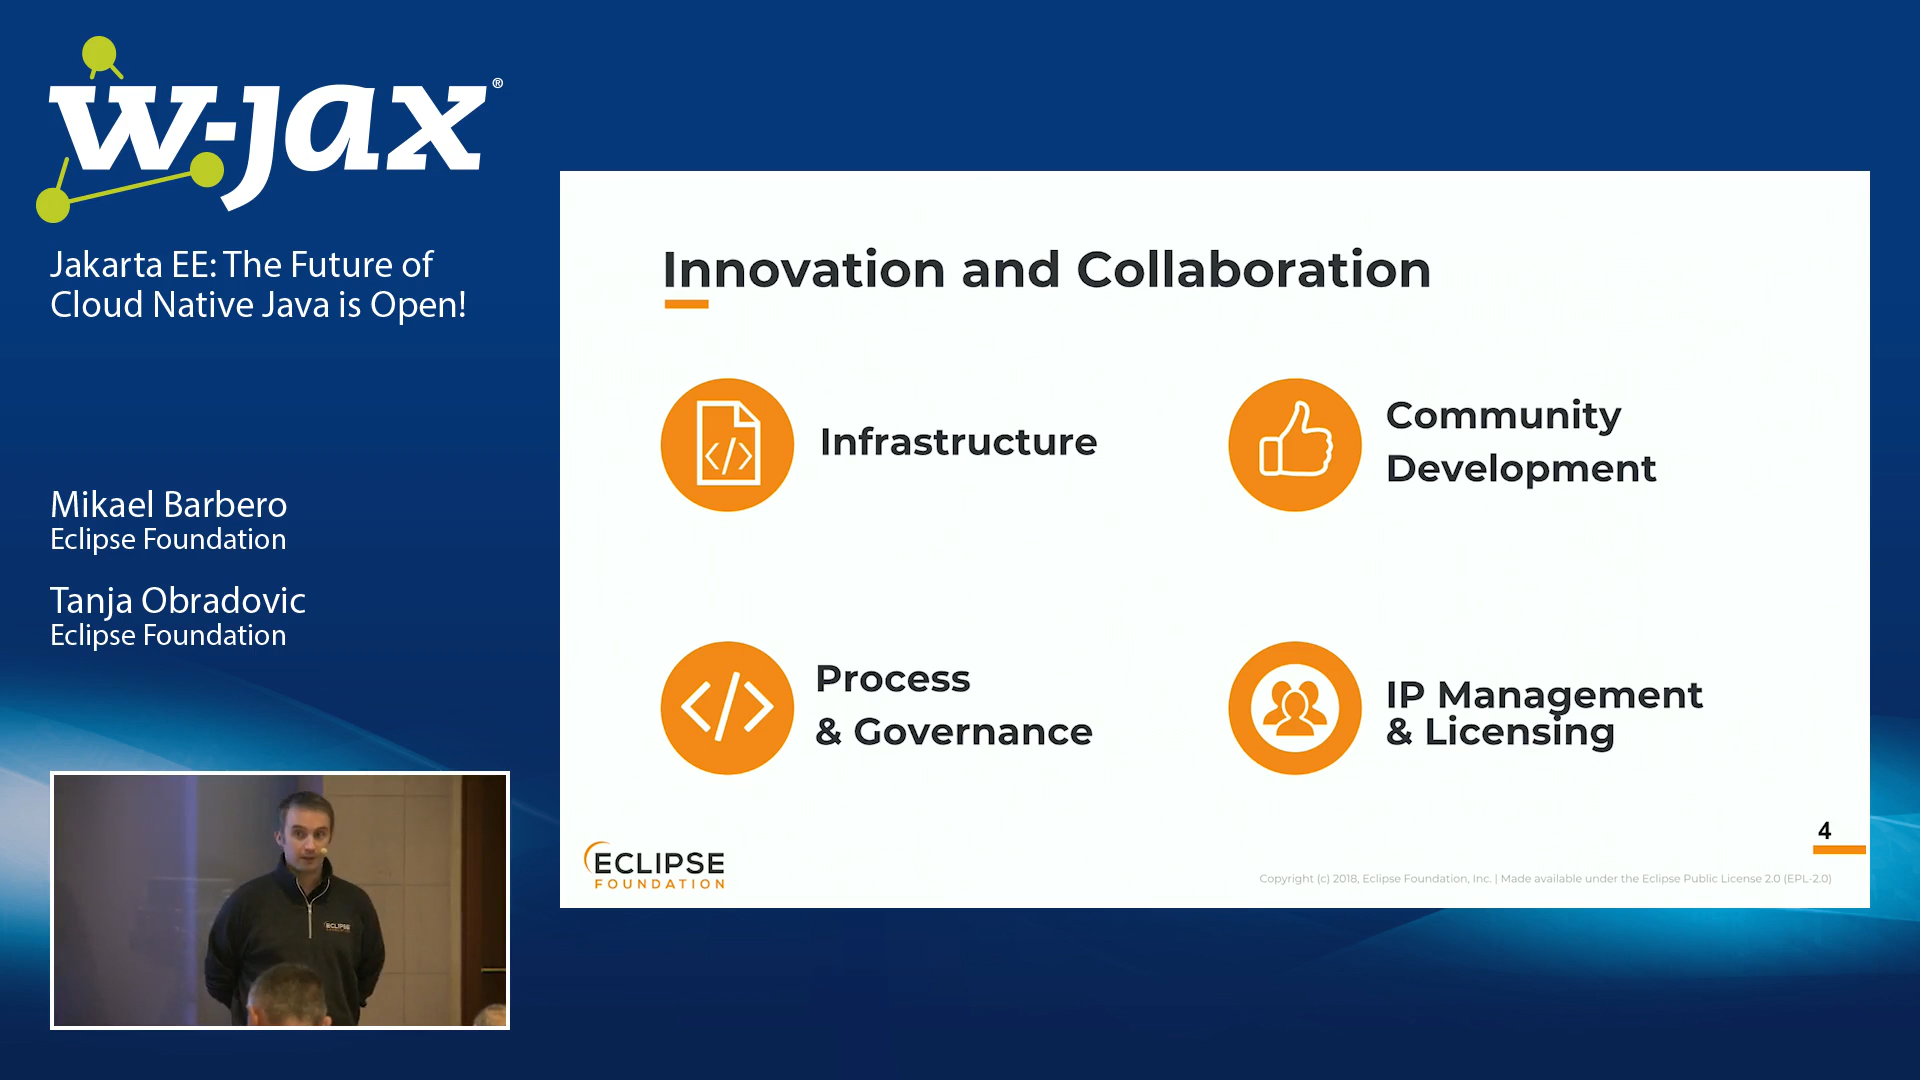 w-jax®
Jakarta EE: The Future of
Cloud Native Java is Open!
Mikael Barbero
Eclipse Foundation
Tanja Obradovic
Eclipse Foundation
Innovation and Collaboration
</>
Infrastructure
Community
Development
</>
Process
& Governance
IP Management
& Licensing
4
ECLIPSE
FOUNDATION
Copyright (c) 2018, Eclipse Foundation, Inc. | Made available under the Eclipse Public License 2.0 (EPL-2.0)
ECLIPSE